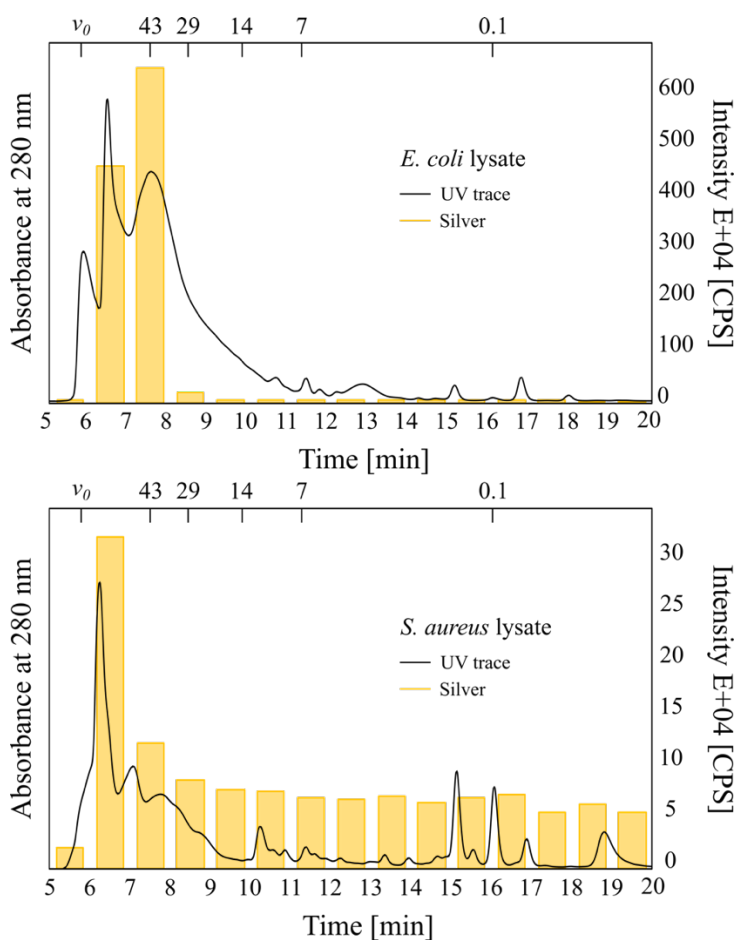 v0 43 29 14 7 0.1
Absorbance at 280 nm
E. coli lysate
UV trace
Silver
600
500
400
300
200
100
0
Intensity E+04 [CPS]
5 6 7 8 9 10 11 12 13 14 15 16 17 18 19 20
Time [min]
v0 43 29 14 7 0.1
Absorbance at 280 nm
S. aureus lysate
UV trace
Silver
30
25
20
15
10
5
0
Intensity E+04 [CPS]
5 6 7 8 9 10 11 12 13 14 15 16 17 18 19 20
Time [min]